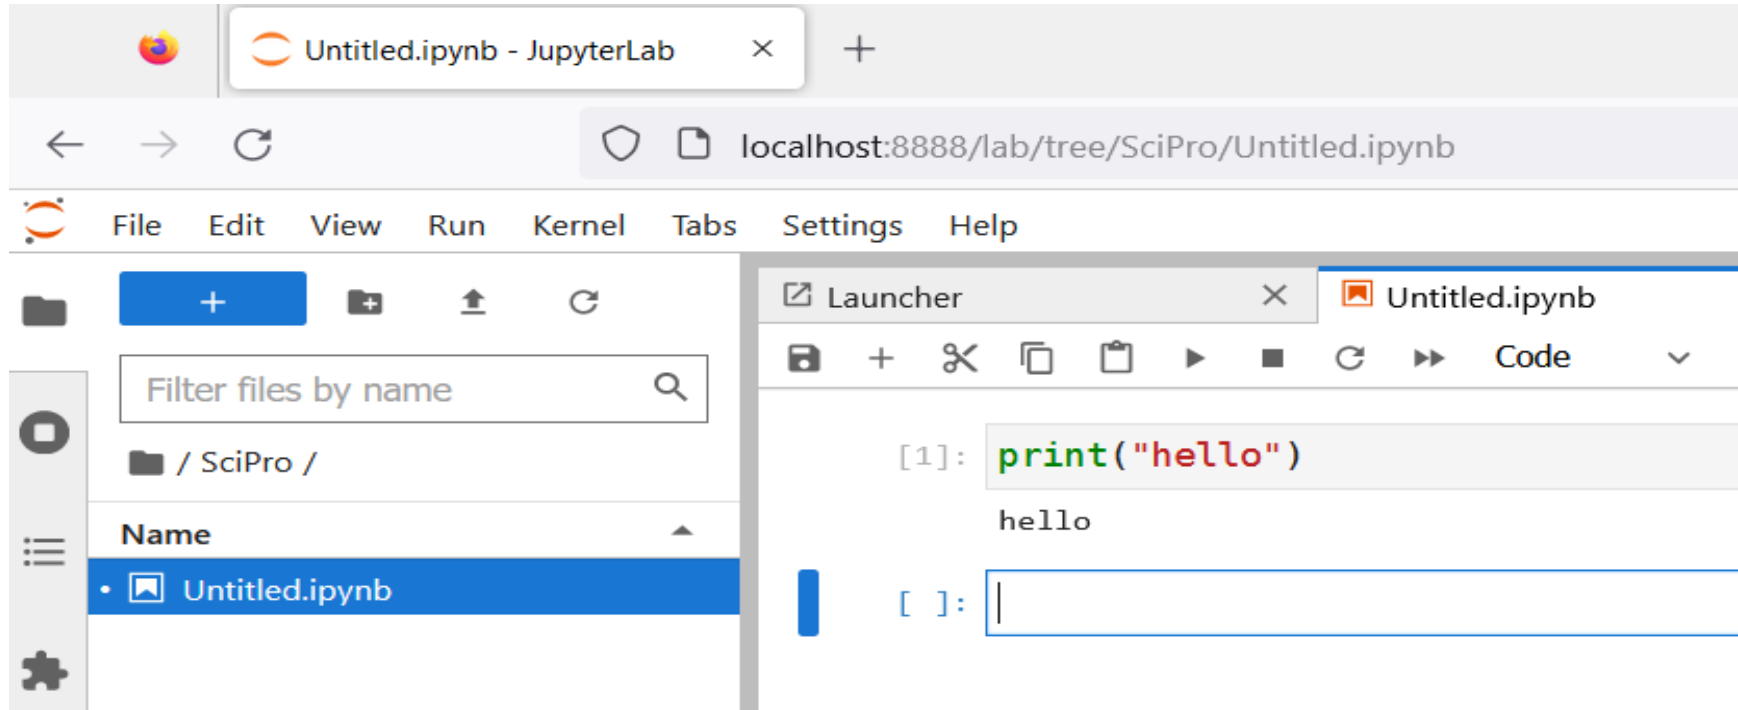 Untitled.ipynb - JupyterLab
localhost:8888/lab/tree/SciPro/Untitled.ipynb
File Edit View Run Kernel Tabs Settings Help
Launcher
Untitled.ipynb
Code
Filter files by name
/ SciPro /
Name
Untitled.ipynb
[1]: print("hello")
hello
[ ]: